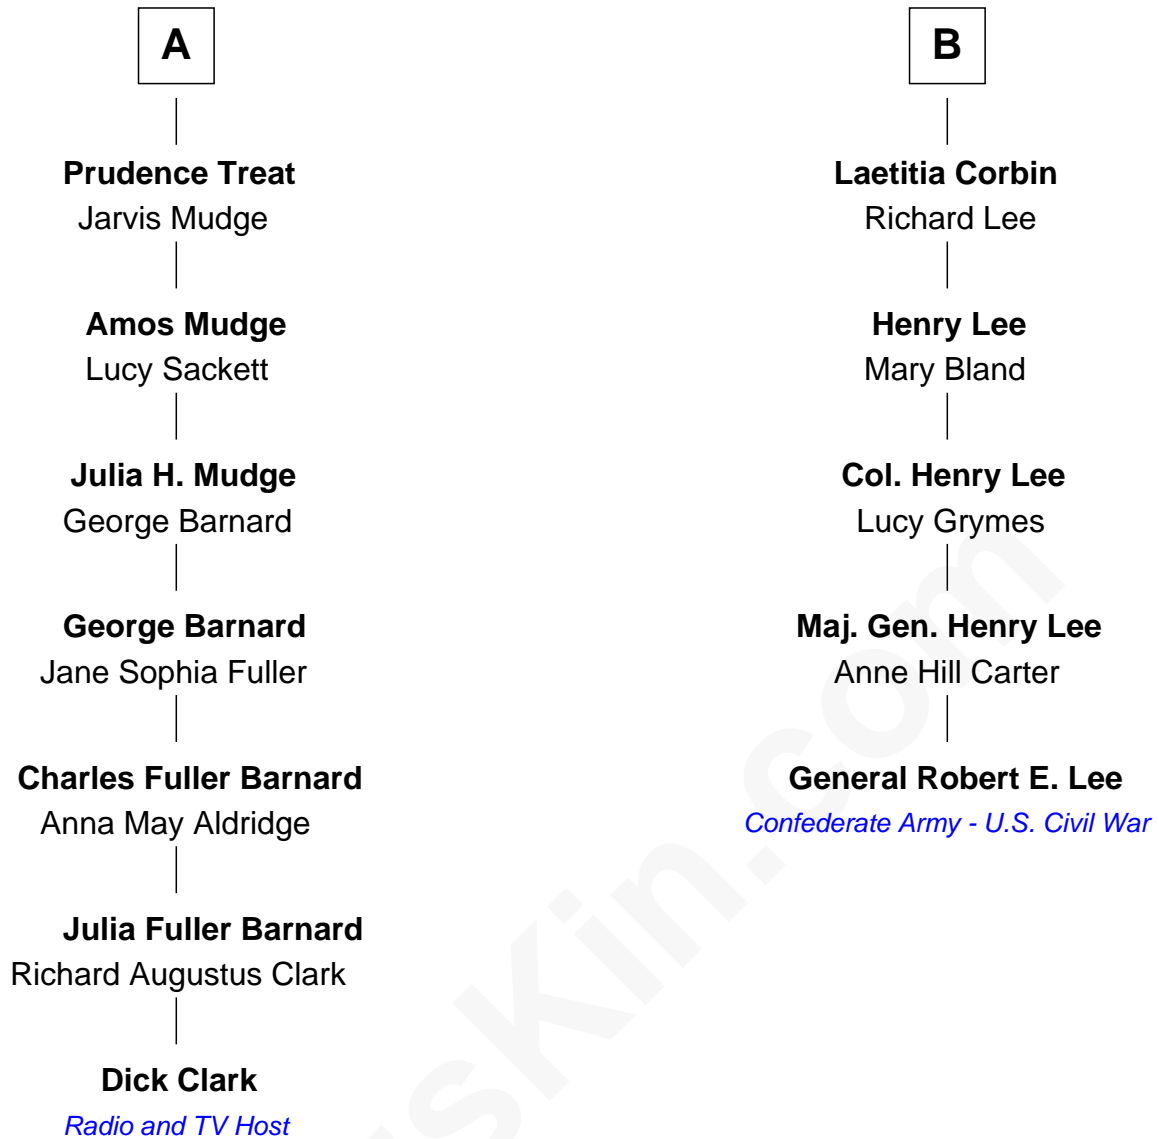 A
Prudence Treat
Jarvis Mudge
Amos Mudge
Lucy Sackett
Julia H. Mudge
George Barnard
George Barnard
Jane Sophia Fuller
Charles Fuller Barnard
Anna May Aldridge
Julia Fuller Barnard
Richard Augustus Clark
Dick Clark
Radio and TV Host
B
Laetitia Corbin
Richard Lee
Henry Lee
Mary Bland
Col. Henry Lee
Lucy Grymes
Maj. Gen. Henry Lee
Anne Hill Carter
General Robert E. Lee
Confederate Army - U.S. Civil War
sKin.com